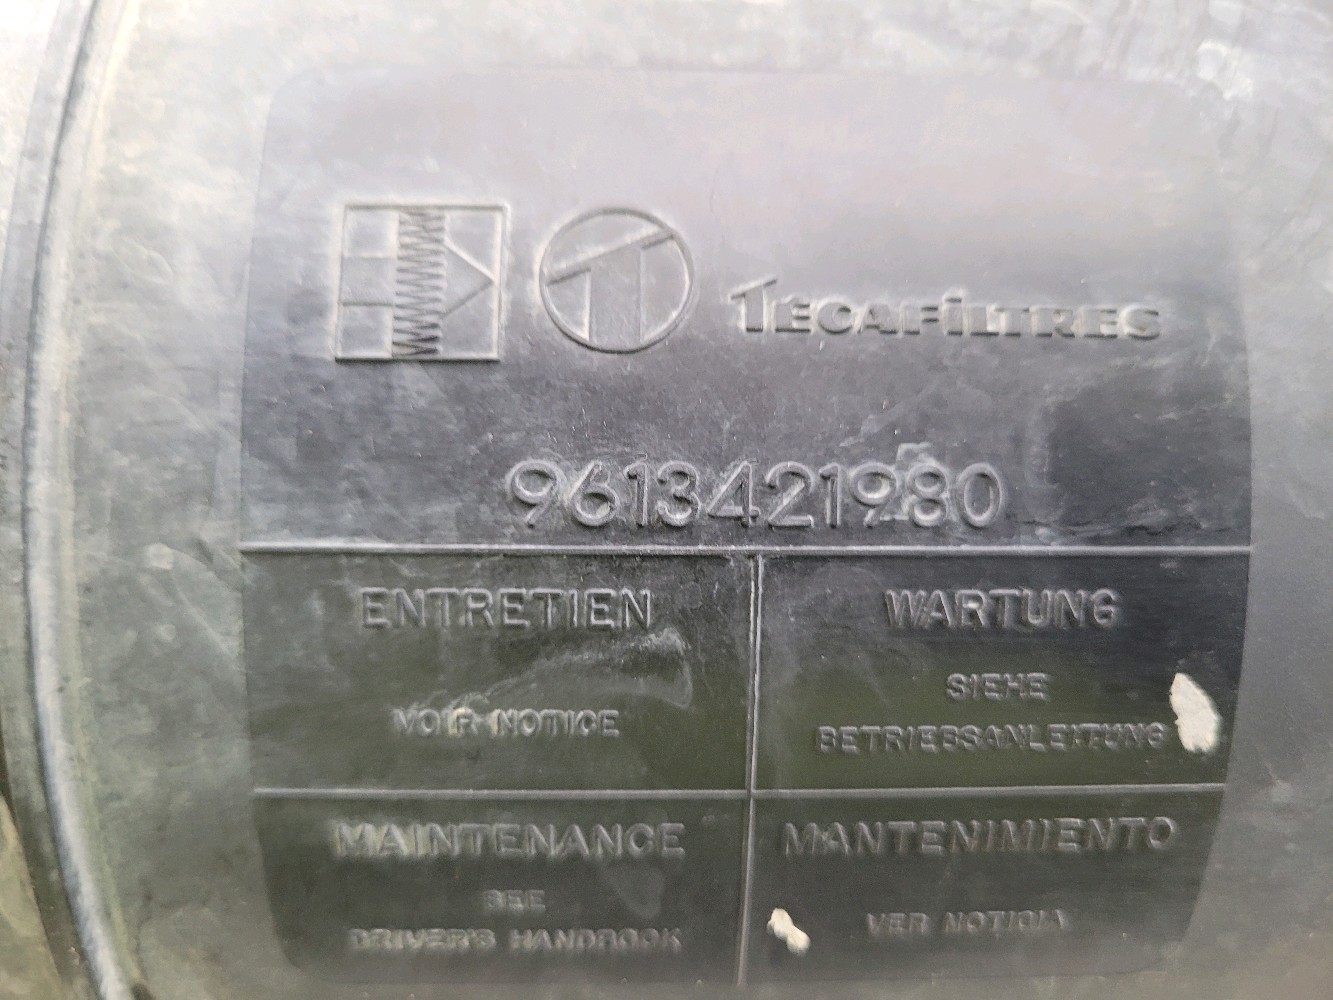 TECAFILTRES
9613421980
ENTRETIEN
VOIR NOTICE
WARTUNG
SIEHE
BETRIEBSANLEITUNG
MAINTENANCE
SEE
DRIVER'S HANDBOOK
MANTENIMIENTO
VER NOTICIA